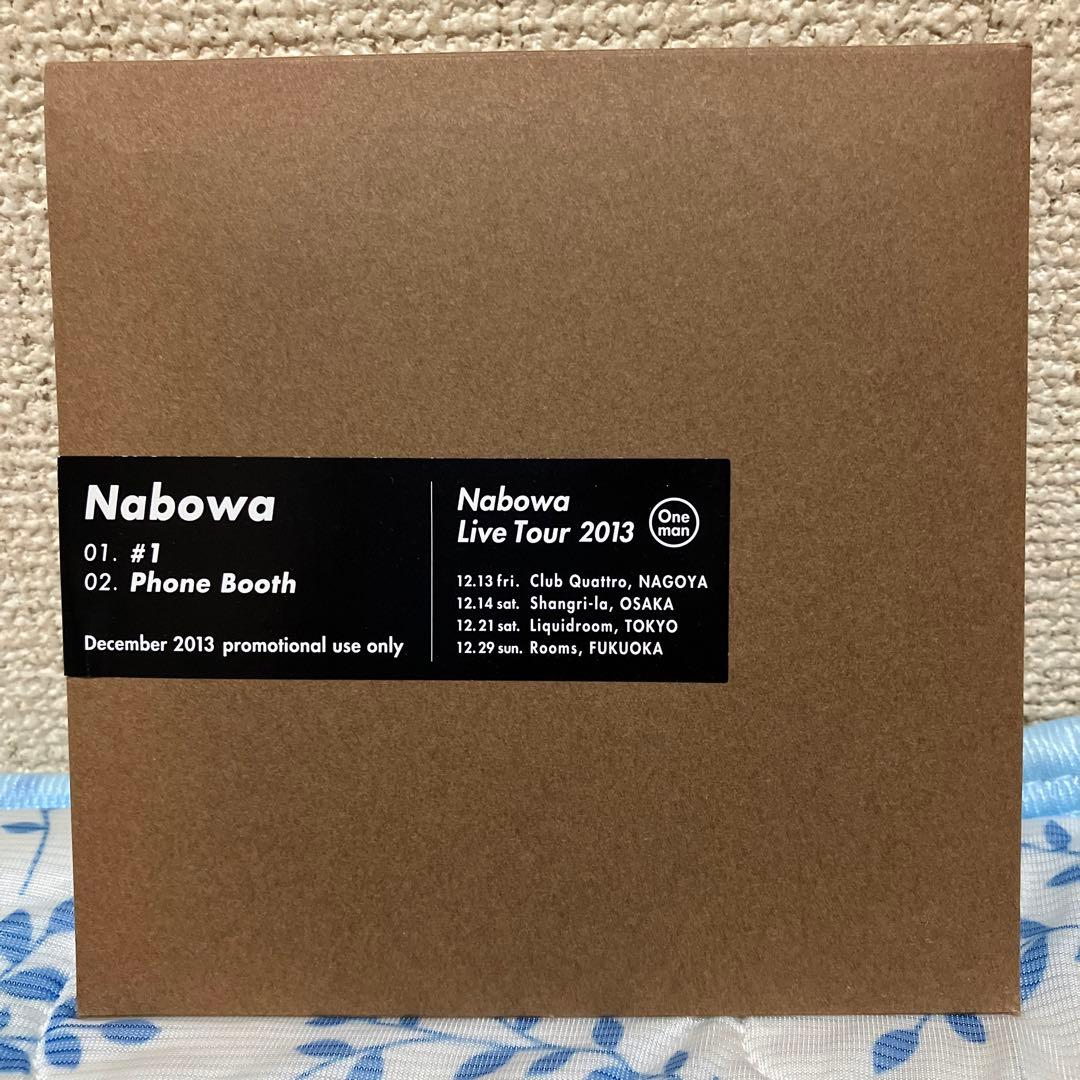 Nabowa
01. #1
02. Phone Booth
December 2013 promotional use only
Nabowa
Live Tour 2013
One
man
12.13 fri. Club Quattro, NAGOYA
12.14 sat. Shangri-la, OSAKA
12.21 sat. Liquidroom, TOKYO
12.29 sun. Rooms, FUKUOKA